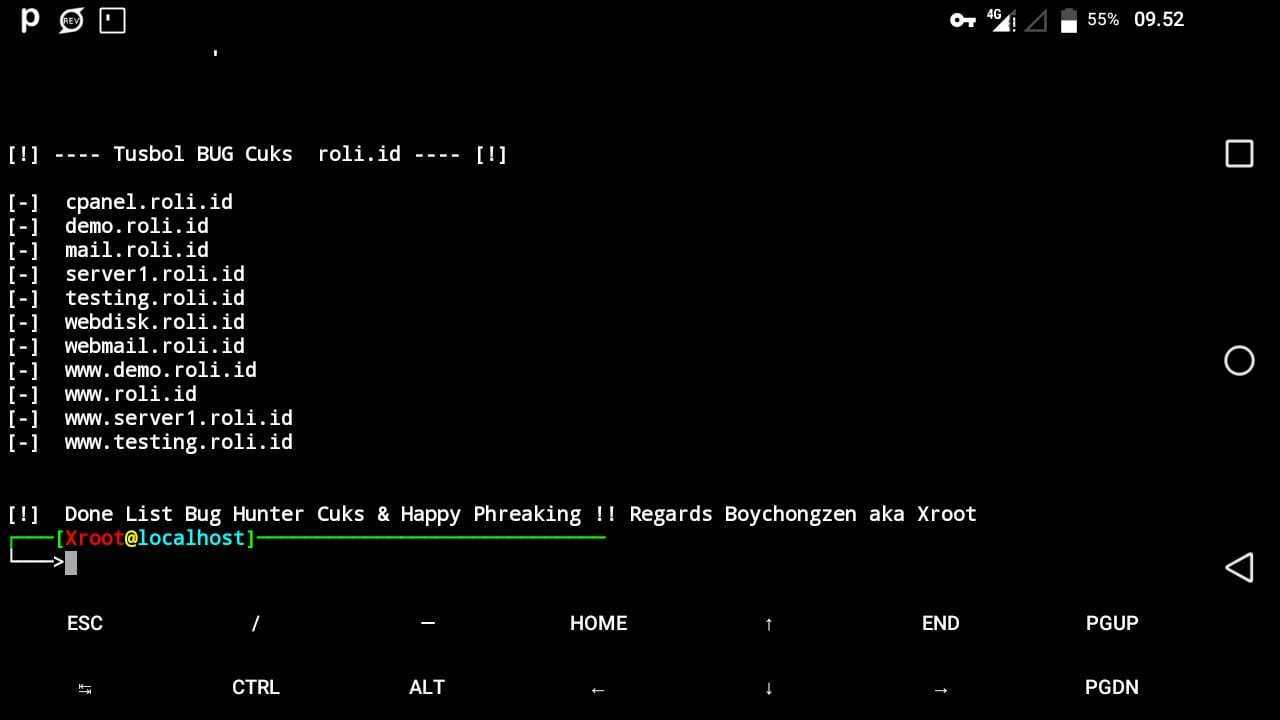 4G 55% 09.52
[!] ---- Tusbol BUG Cuks  roli.id ---- [!]
[-]  cpanel.roli.id
[-]  demo.roli.id
[-]  mail.roli.id
[-]  server1.roli.id
[-]  testing.roli.id
[-]  webdisk.roli.id
[-]  webmail.roli.id
[-]  www.demo.roli.id
[-]  www.roli.id
[-]  www.server1.roli.id
[-]  www.testing.roli.id
[!]  Done List Bug Hunter Cuks & Happy Phreaking !! Regards Boychongzen aka Xroot
[Xroot@localhost]
>
ESC / — HOME ↑ END PGUP
↹ CTRL ALT ← ↓ → PGDN